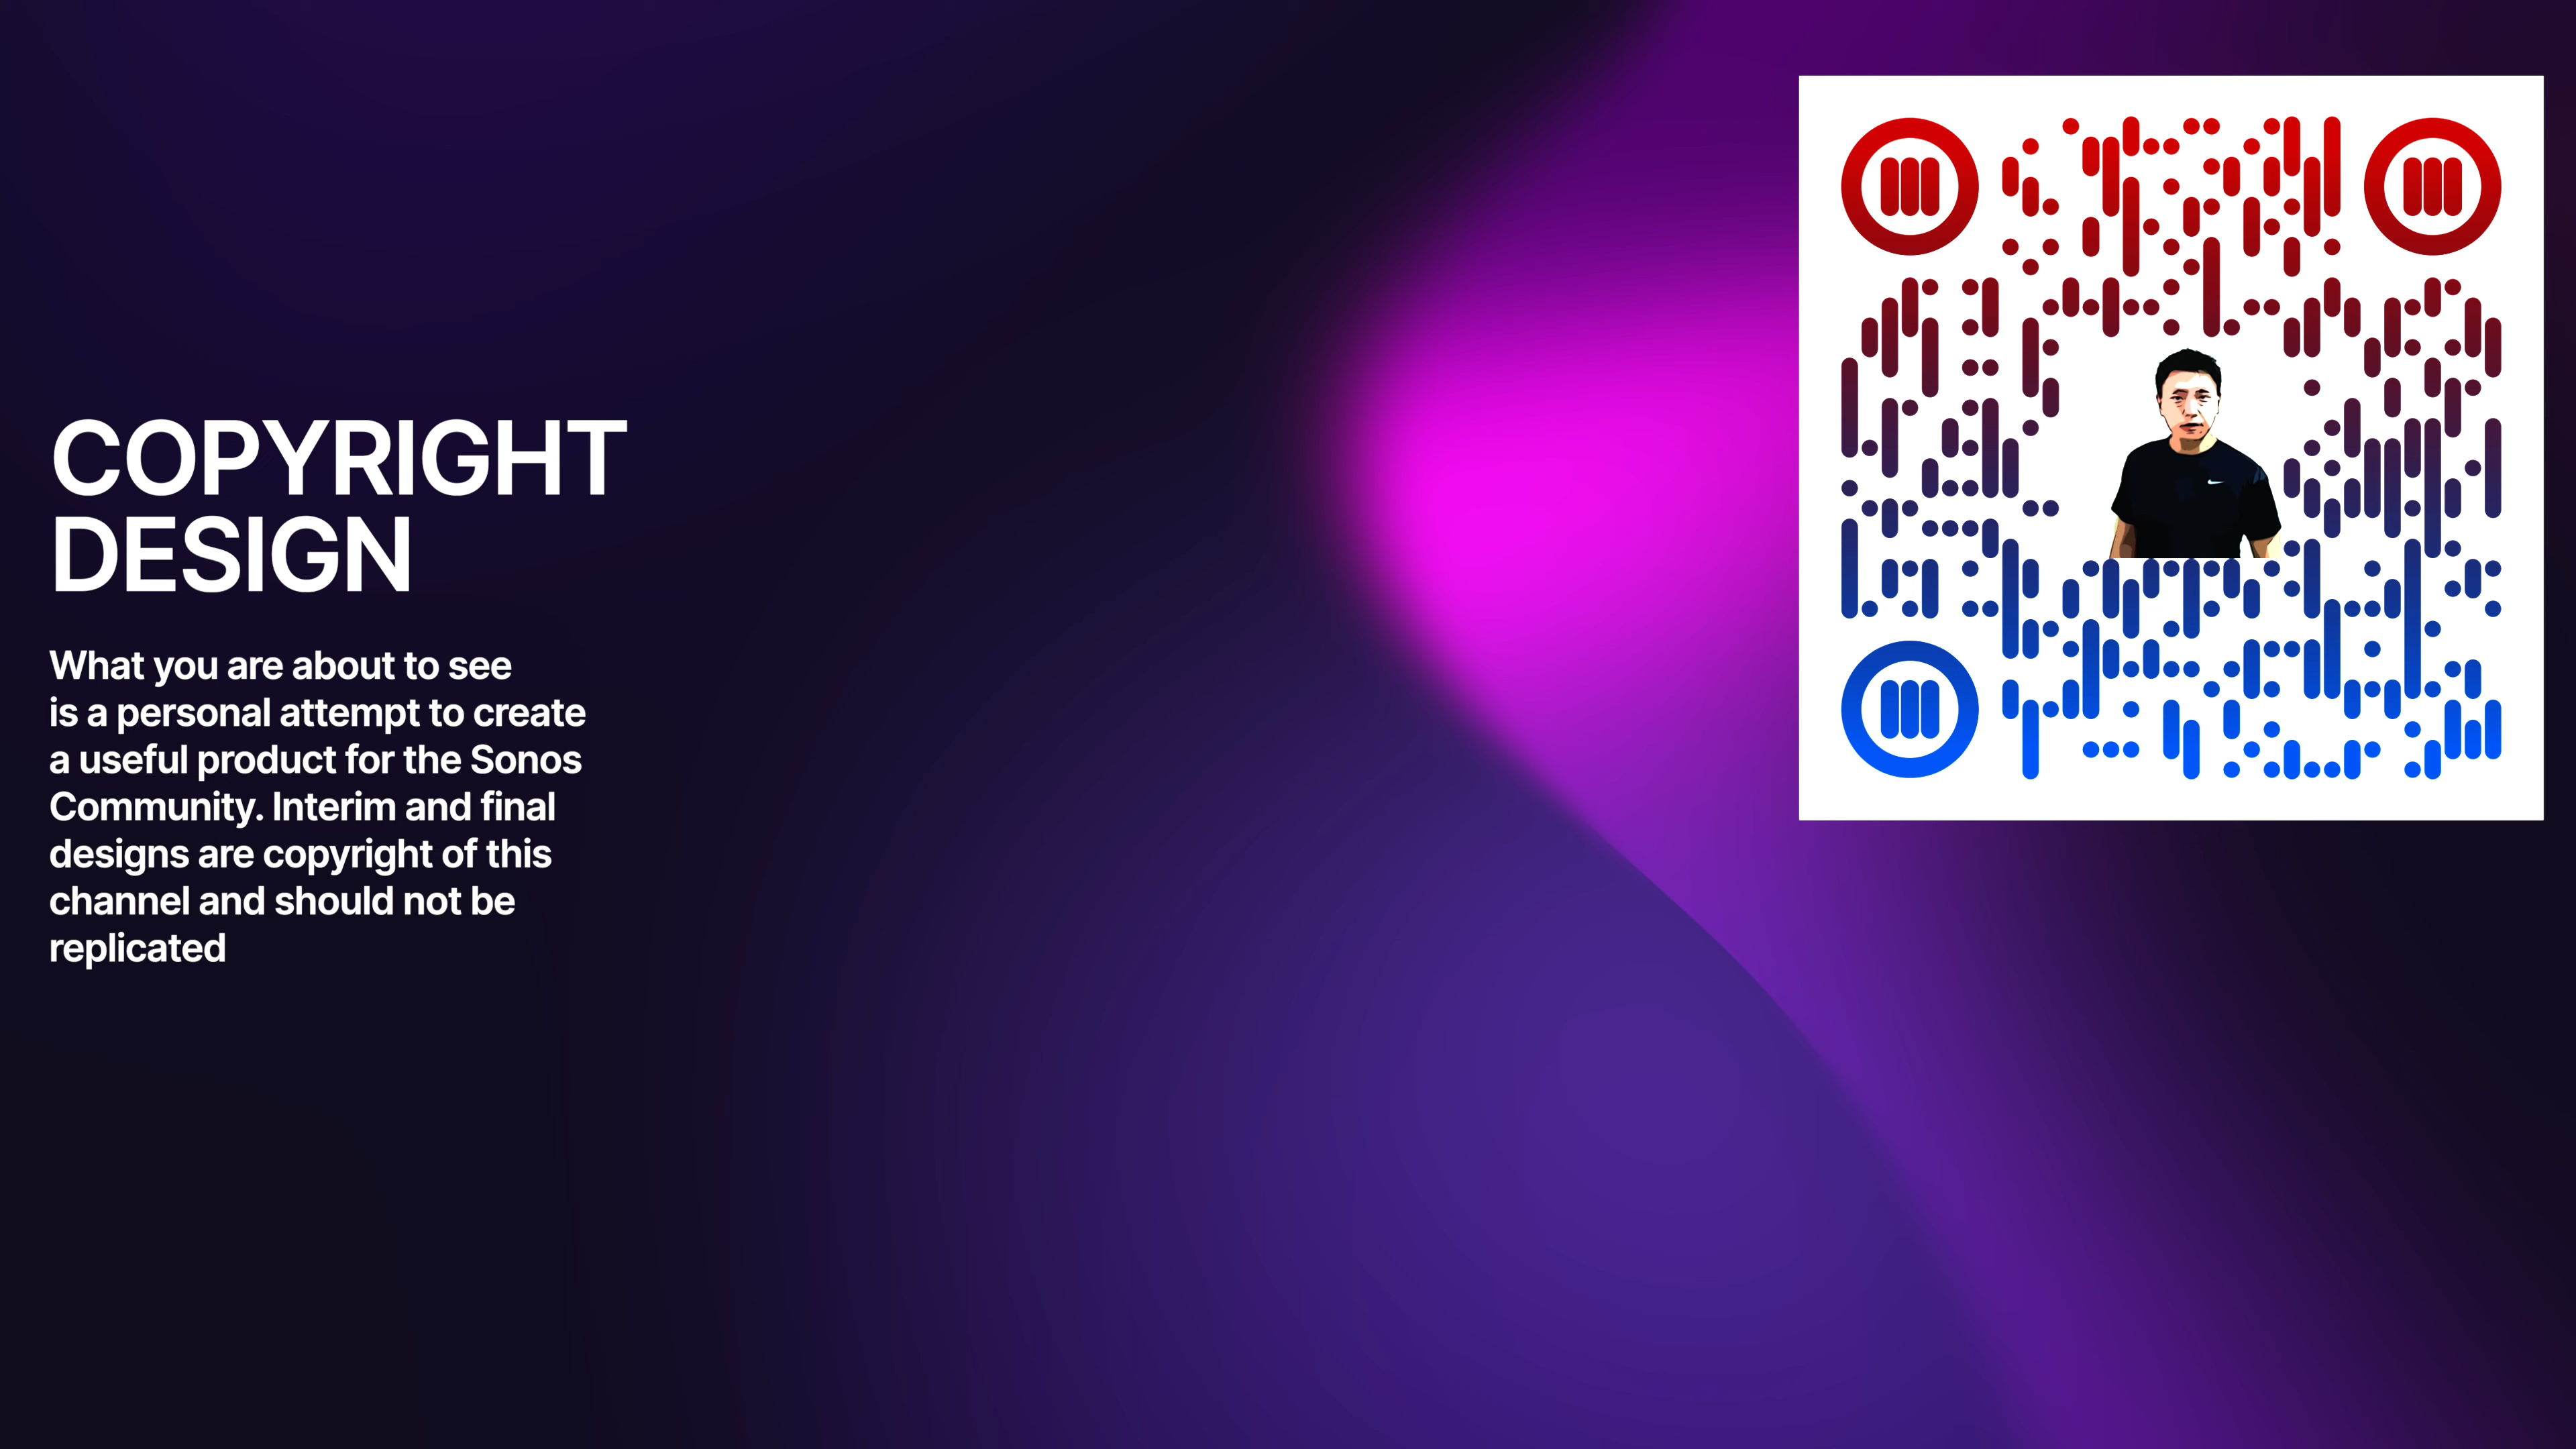 COPYRIGHT
DESIGN
What you are about to see
is a personal attempt to create
a useful product for the Sonos
Community. Interim and final
designs are copyright of this
channel and should not be
replicated